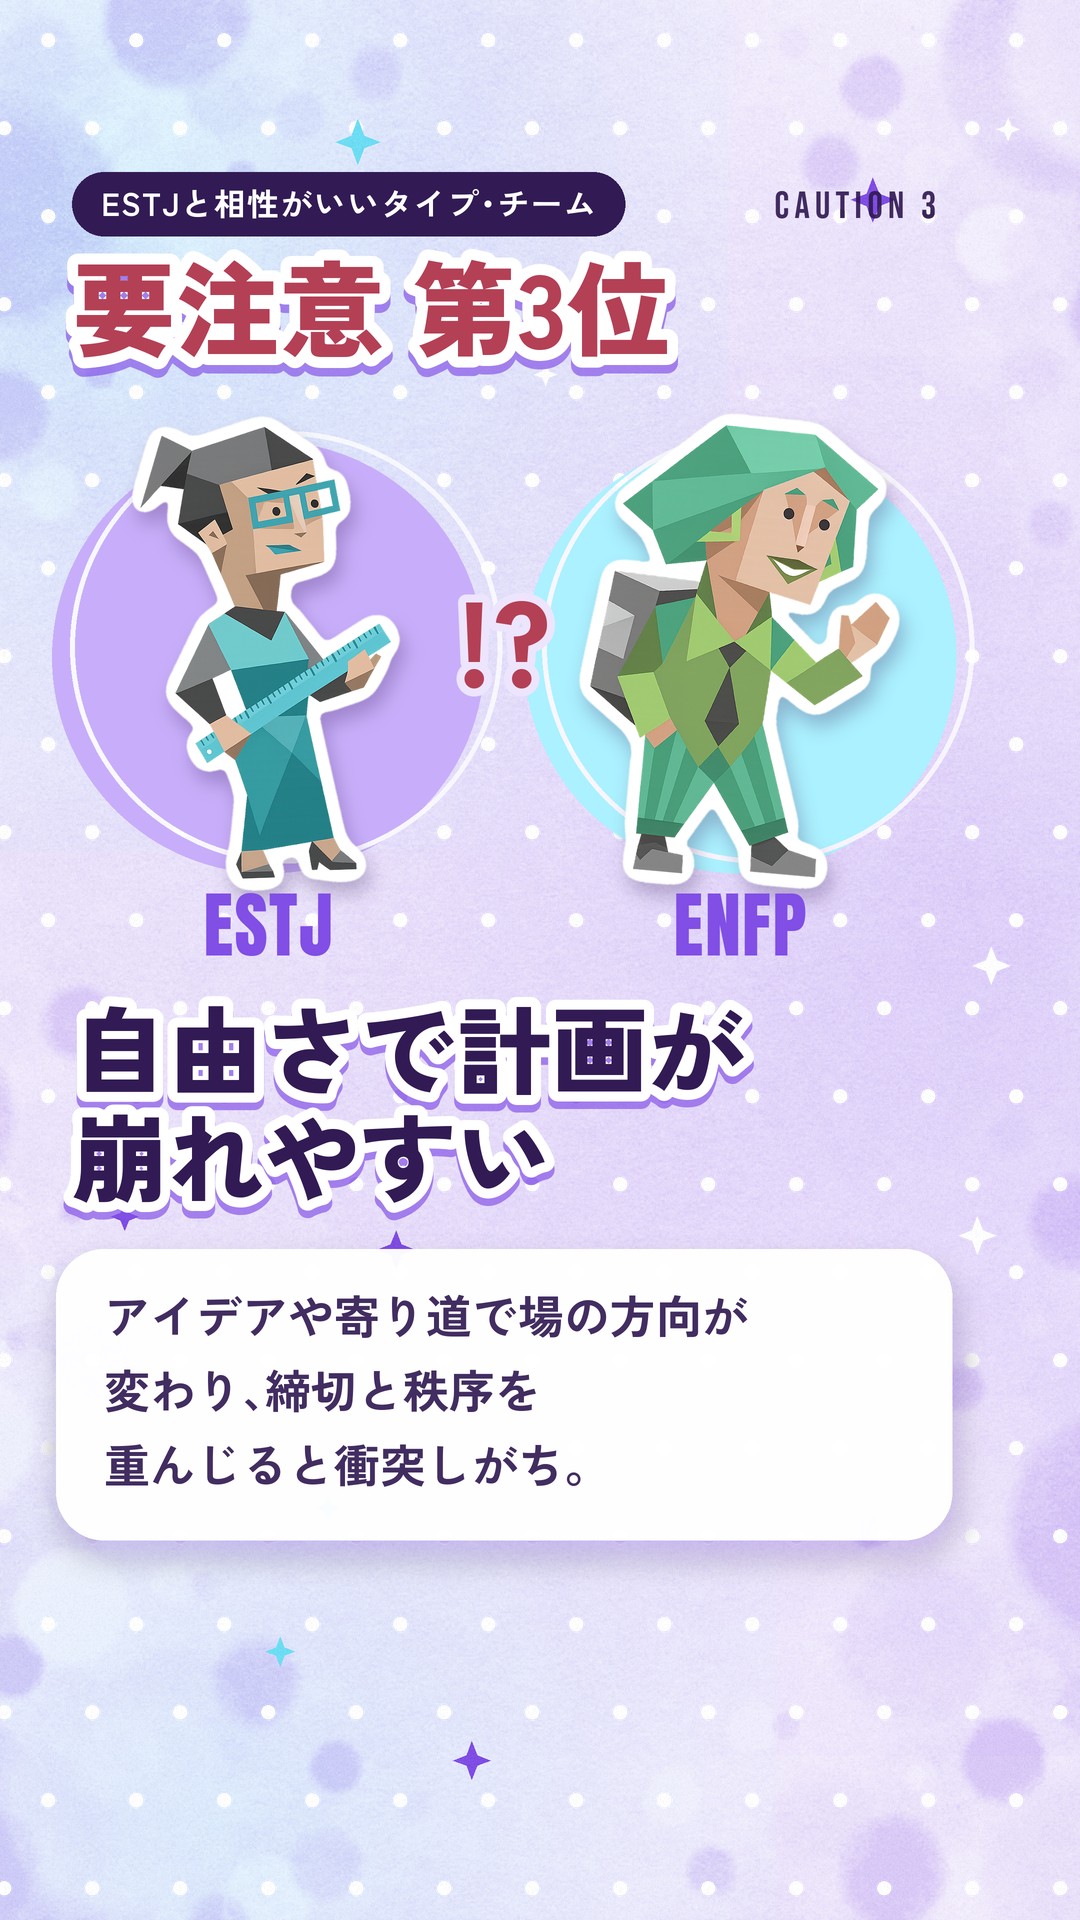 ESTJと相性がいいタイプ・チーム
CAUTION 3
要注意 第3位
!?
ESTJ
ENFP
自由さで計画が
崩れやすい
アイデアや寄り道で場の方向が
変わり、締切と秩序を
重んじると衝突しがち。